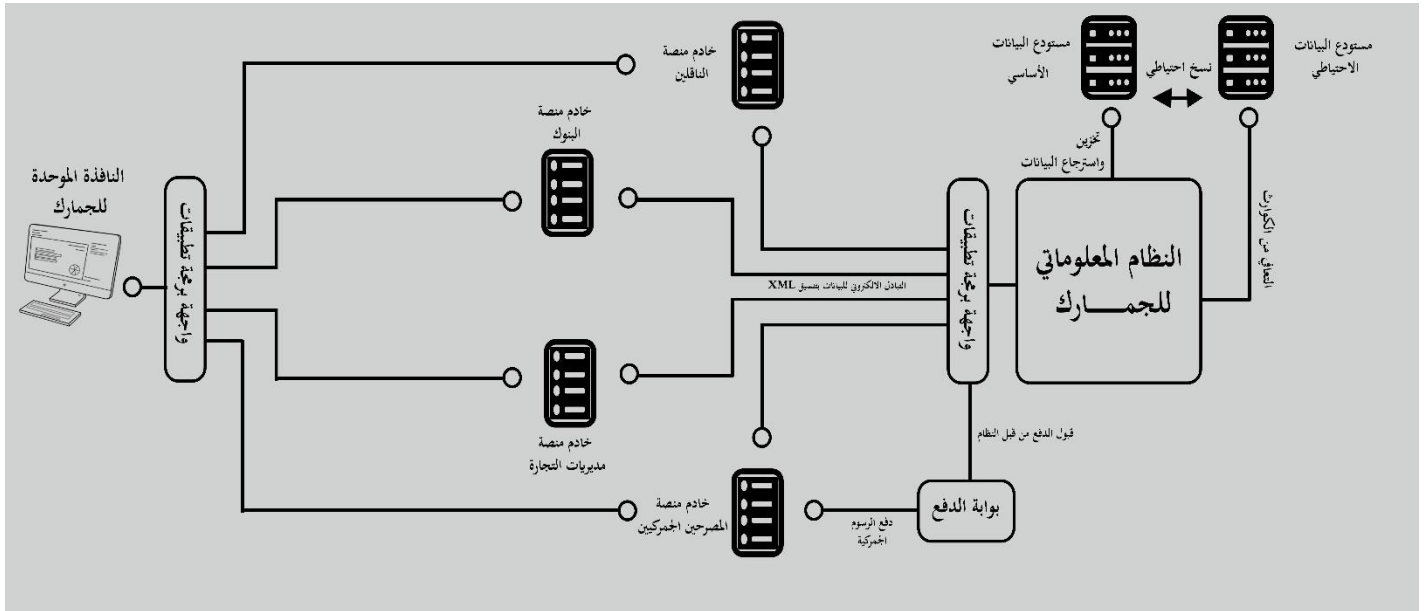 مستودع البيانات
الاحتياطي
نسخ احتياطي
مستودع البيانات
الأساسي
خادم منصة
الناقلين
خادم منصة
البنوك
تخزين
واسترجاع البيانات
التعافي من الكوارث
النظام المعلوماتي
للجمـــــارك
واجهة برمجة تطبيقات
التبادل الالكتروني للبيانات بتنسيق XML
النافذة الموحدة
للجمارك
واجهة برمجة تطبيقات
خادم منصة
مديريات التجارة
قبول الدفع من قبل النظام
بوابة الدفع
دفع الرسوم
الجمركية
خادم منصة
المصرحين الجمركيين